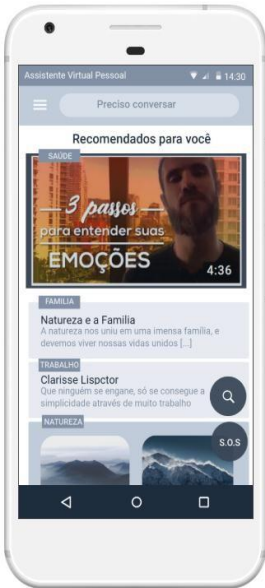 Assistente Virtual Pessoal 14:30
Preciso conversar
Recomendados para você
SAÚDE
3 passos
para entender suas
EMOÇÕES
4:36
FAMILIA
Natureza e a Familia
A natureza nos uniu em uma imensa família, e
devemos viver nossas vidas unidos [...]
TRABALHO
Clarisse Lispctor
Que ninguém se engane, só se consegue a
simplicidade através de muito trabalho
S.O.S
NATUREZA